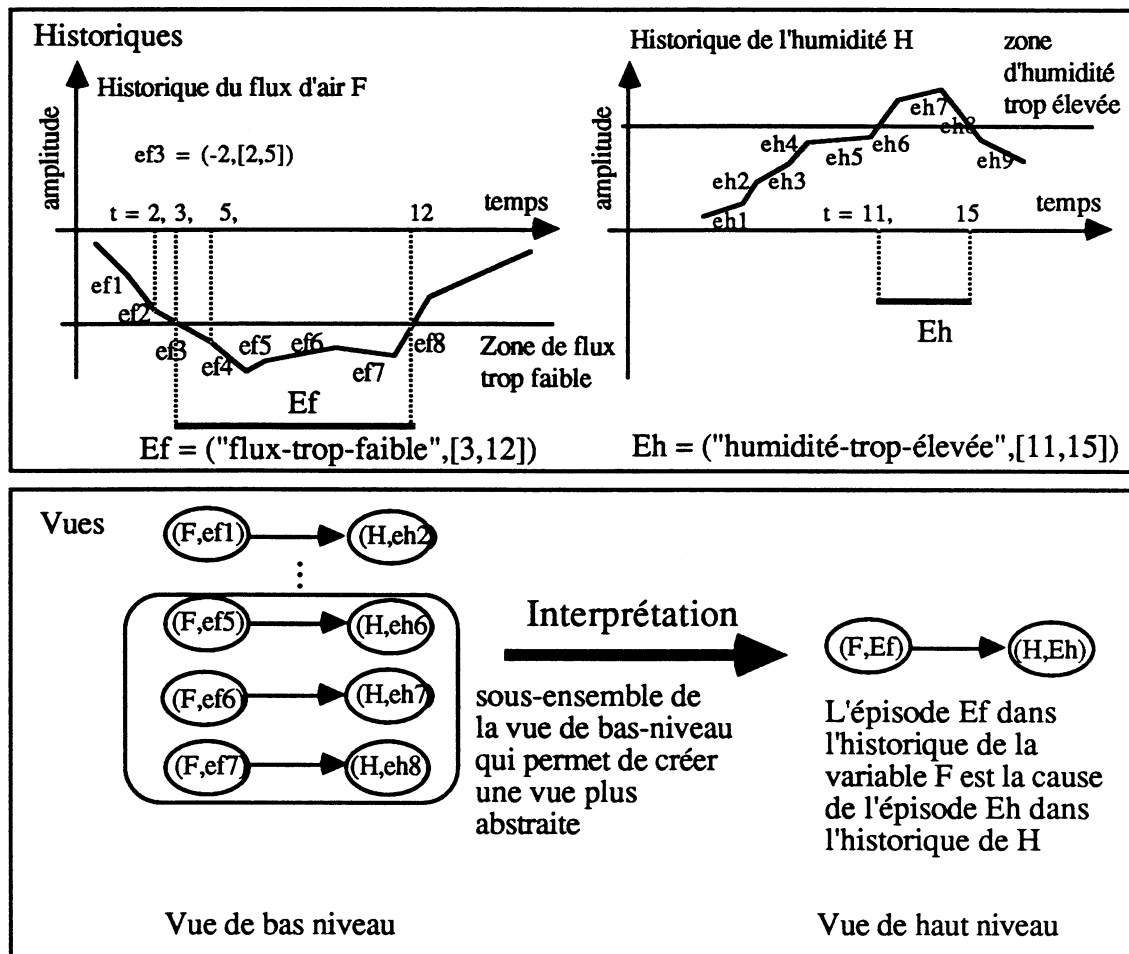 Historiques
Historique du flux d'air F
amplitude
ef3 = (-2,[2,5])
t = 2, 3, 5, 12
temps
ef1
ef2
ef3
ef4
ef5
ef6
ef7
ef8
Zone de flux
trop faible
Ef
Ef = ("flux-trop-faible",[3,12])
Historique de l'humidité H
zone
d'humidité
trop élevée
amplitude
eh1
eh2
eh3
eh4
eh5
eh6
eh7
eh8
eh9
t = 11, 15
temps
Eh
Eh = ("humidité-trop-élevée",[11,15])
Vues
(F,ef1)
(H,eh2)
(F,ef5)
(H,eh6)
(F,ef6)
(H,eh7)
(F,ef7)
(H,eh8)
Vue de bas niveau
Interprétation
sous-ensemble de
la vue de bas-niveau
qui permet de créer
une vue plus
abstraite
(F,Ef)
(H,Eh)
L'épisode Ef dans
l'historique de la
variable F est la cause
de l'épisode Eh dans
l'historique de H
Vue de haut niveau